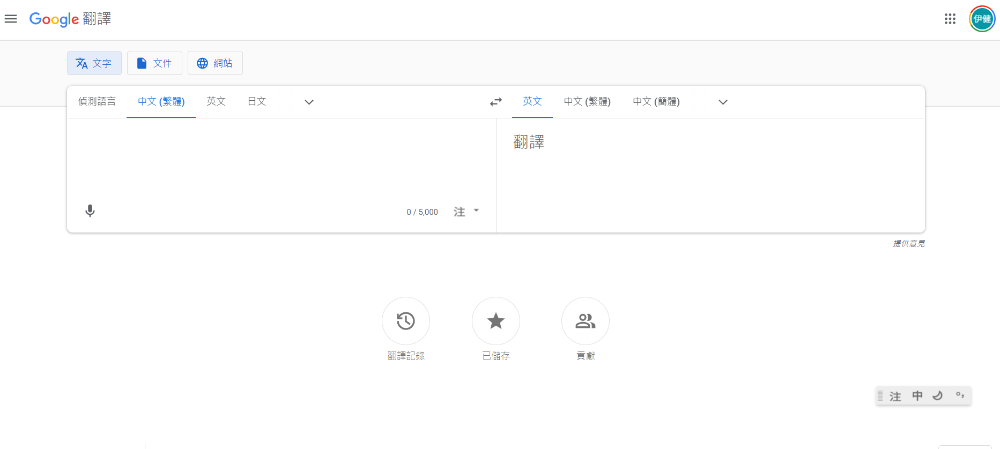 Google 翻譯
伊健
文字 文件 網站
偵測語言 中文 (繁體) 英文 日文 英文 中文 (繁體) 中文 (簡體)
翻譯
0 / 5,000 注
提供意見
翻譯記錄 已儲存 貢獻
注 中 °,